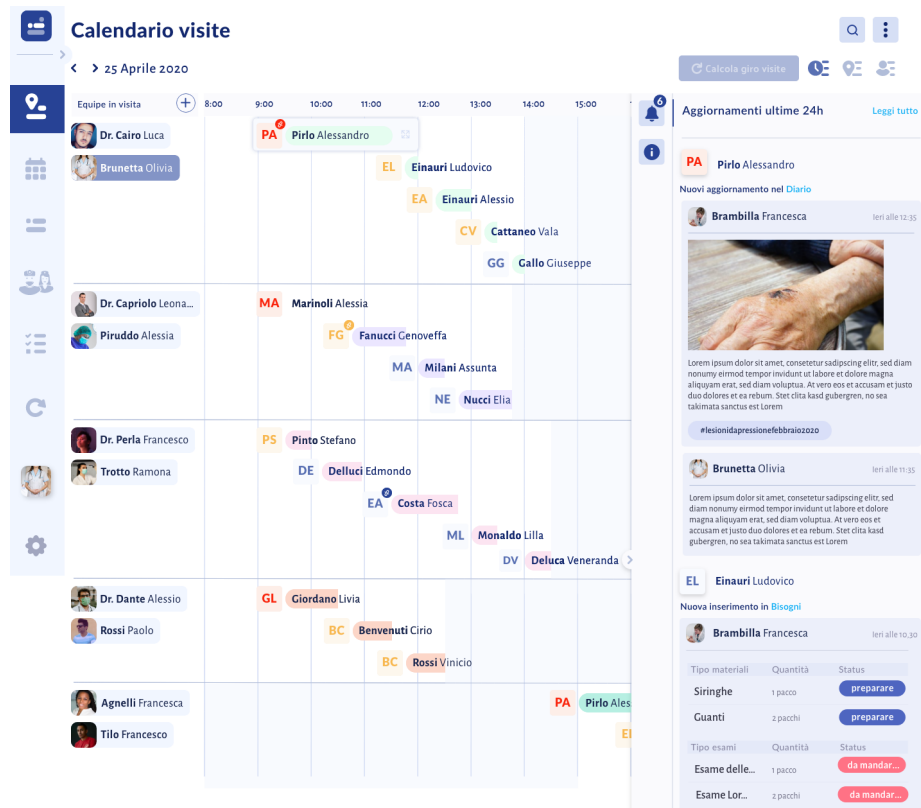 Calendario visite
25 Aprile 2020
Calcola giro visite
Equipe in visita
8:00 9:00 10:00 11:00 12:00 13:00 14:00 15:00
Dr. Cairo Luca
Brunetta Olivia
PA Pirlo Alessandro
EL Einauri Ludovico
EA Einauri Alessio
CV Cattaneo Vala
GG Gallo Giuseppe
Dr. Capriolo Leona...
Piruddo Alessia
MA Marinoli Alessia
FG Fanucci Genoveffa
MA Milani Assunta
NE Nucci Elia
Dr. Perla Francesco
Trotto Ramona
PS Pinto Stefano
DE Delluci Edmondo
EA Costa Fosca
ML Monaldo Lilla
DV Deluca Veneranda
Dr. Dante Alessio
Rossi Paolo
GL Giordano Livia
BC Benvenuti Cirio
BC Rossi Vinicio
Agnelli Francesca
Tilo Francesco
PA Pirlo Ales
6
Aggiornamenti ultime 24h
Leggi tutto
PA Pirlo Alessandro
Nuovi aggiornamento nel Diario
Brambilla Francesca
Ieri alle 12:35
Lorem ipsum dolor sit amet, consetetur sadipscing elitr, sed diam
nonumy eirmod tempor invidunt ut labore et dolore magna
aliquyam erat, sed diam voluptua. At vero eos et accusam et justo
duo dolores et ea rebum. Stet clita kasd gubergren, no sea
takimata sanctus est Lorem
#lesionidapressionefebbraio2020
Brunetta Olivia
Ieri alle 11:35
Lorem ipsum dolor sit amet, consetetur sadipscing elitr, sed
diam nonumy eirmod tempor invidunt ut labore et dolore
magna aliquyam erat, sed diam voluptua. At vero eos et
accusam et justo duo dolores et ea rebum. Stet clita kasd
gubergren, no sea takimata sanctus est Lorem
EL Einauri Ludovico
Nuova inserimento in Bisogni
Brambilla Francesca
Ieri alle 10,30
Tipo materiali Quantità Status
Siringhe 1 pacco preparare
Guanti 2 pacchi preparare
Tipo esami Quantità Status
Esame delle... 1 pacco da mandar...
Esame Lor... 2 pacchi da mandar...